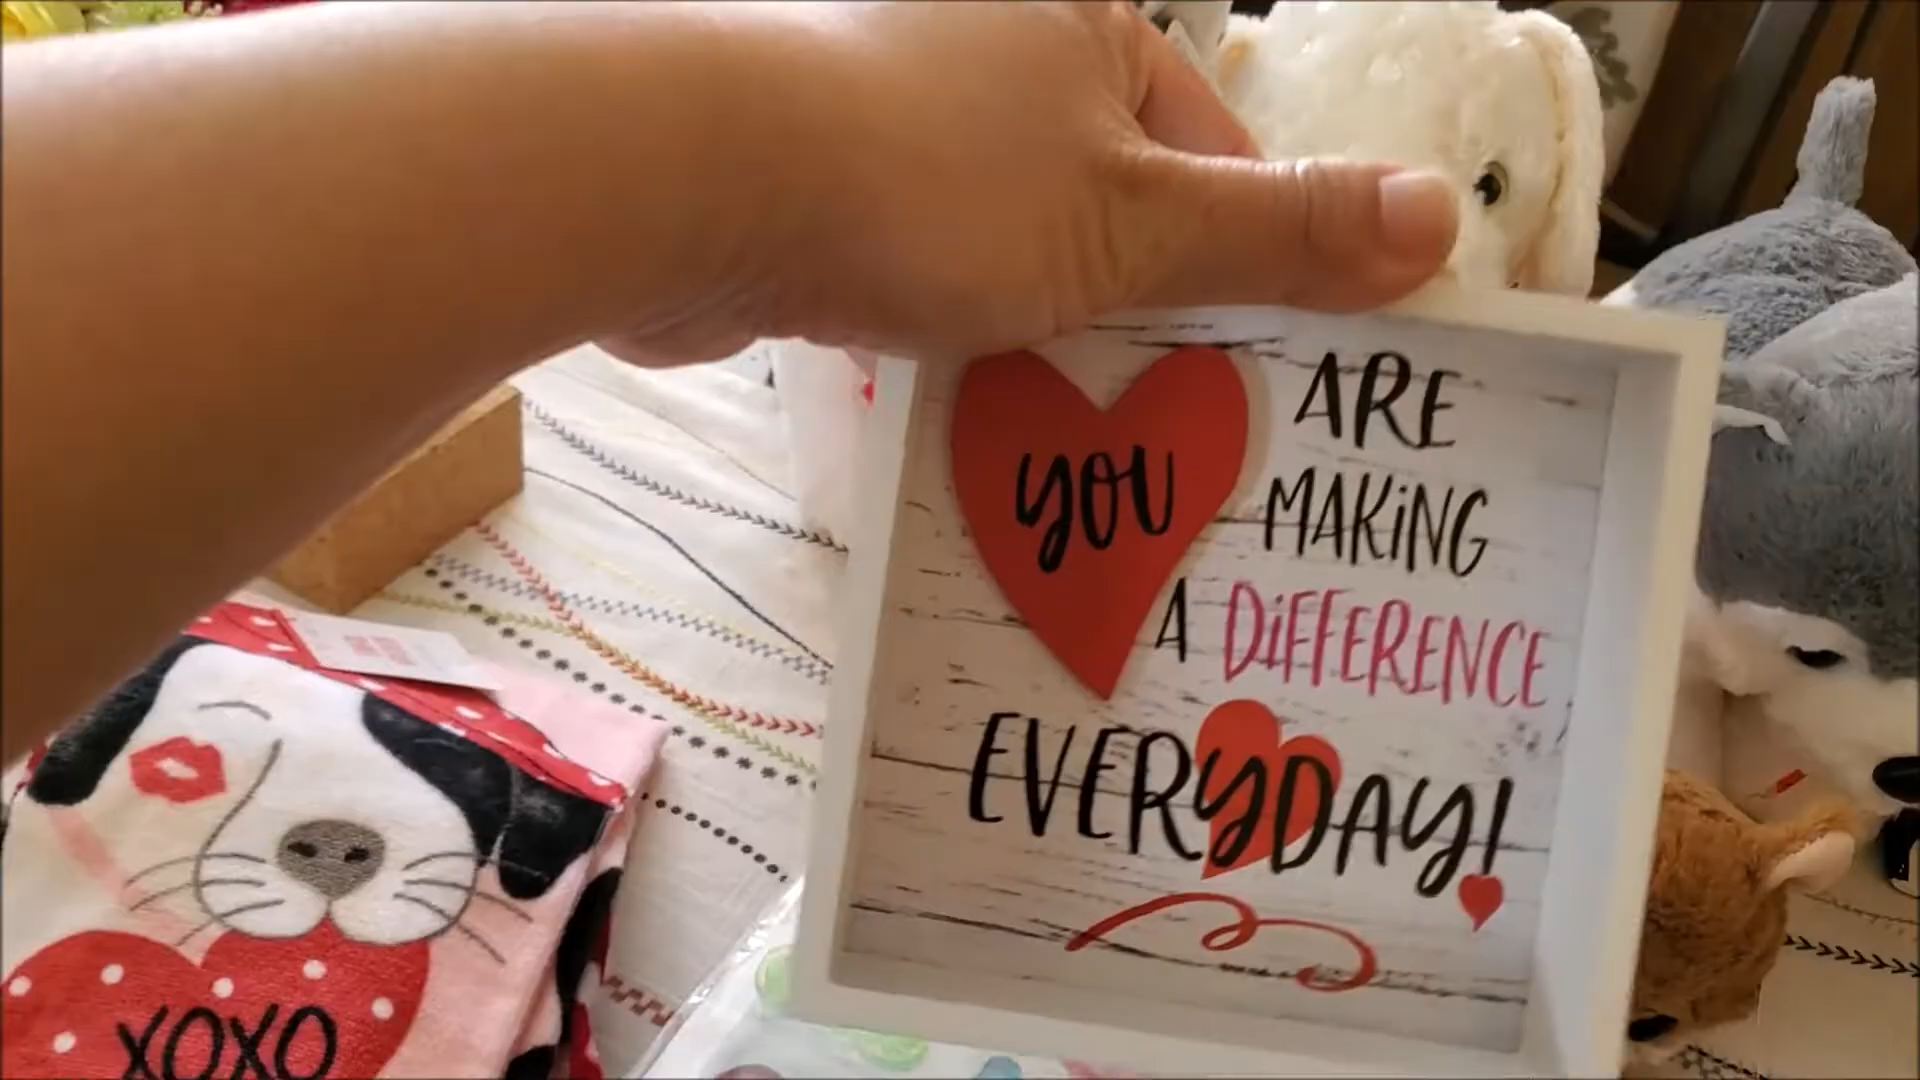 YOU ARE
MAKiNG
A DiFFERENCE
EVERYDAY!
XOXO